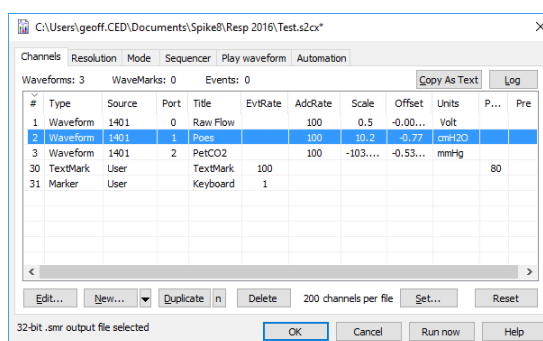 C:\Users\geoff.CED\Documents\Spike8\Resp 2016\Test.s2cx*
Channels Resolution Mode Sequencer Play waveform Automation
Waveforms: 3 WaveMarks: 0 Events: 0 Copy As Text Log
# Type Source Port Title EvtRate AdcRate Scale Offset Units P... Pre
1 Waveform 1401 0 Raw Flow 100 0.5 -0.00... Volt
2 Waveform 1401 1 Poes 100 10.2 -0.77 cmH2O
3 Waveform 1401 2 PetCO2 100 -103.... -0.53... mmHg
30 TextMark User TextMark 100 80
31 Marker User Keyboard 1
Edit... New... Duplicate n Delete 200 channels per file Set... Reset
32-bit .smr output file selected OK Cancel Run now Help